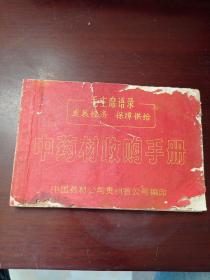 毛主席语录
发展经济 保障供给
中药材收购手册
中国药材公司贵州省公司编印